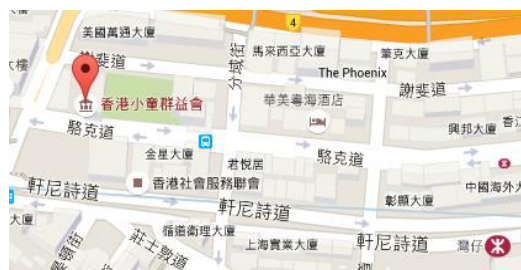 4
美國萬通大廈
馬來西亞大廈
筆克大廈
謝斐道
The Phoenix
分域街
謝斐道
香港小童群益會
華美粵海酒店
駱克道
興邦大廈
駱克道
金星大廈
君悅居
香港社會服務聯會
中國海外大
軒尼詩道
軒尼詩道
彰顯大廈
大廈
循道衞理大廈
莊士敦道
上海實業大廈
軒尼詩道
灣仔